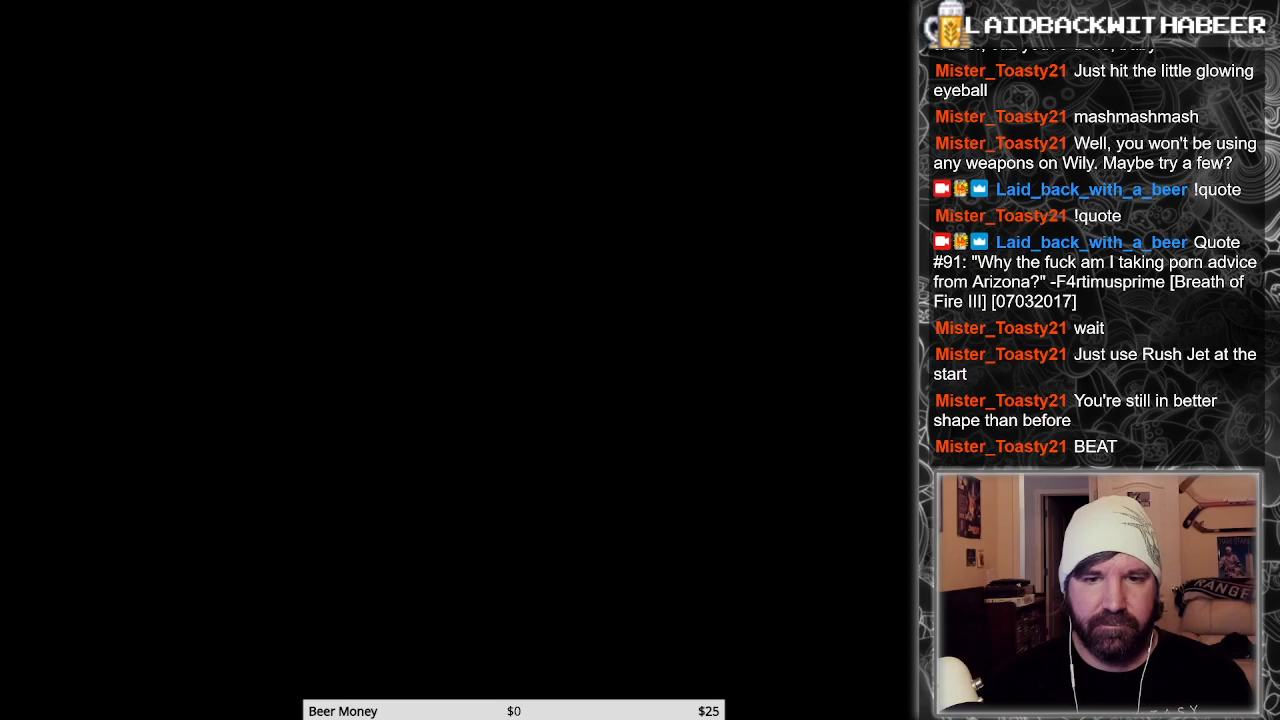 LAIDBACKWITHABEER
Mister_Toasty21 Just hit the little glowing
eyeball
Mister_Toasty21 mashmashmash
Mister_Toasty21 Well, you won't be using
any weapons on Wily. Maybe try a few?
Laid_back_with_a_beer !quote
Mister_Toasty21 !quote
Laid_back_with_a_beer Quote
#91: "Why the fuck am I taking porn advice
from Arizona?" -F4rtimusprime [Breath of
Fire III] [07032017]
Mister_Toasty21 wait
Mister_Toasty21 Just use Rush Jet at the
start
Mister_Toasty21 You're still in better
shape than before
Mister_Toasty21 BEAT
RANGE
Beer Money $0 $25